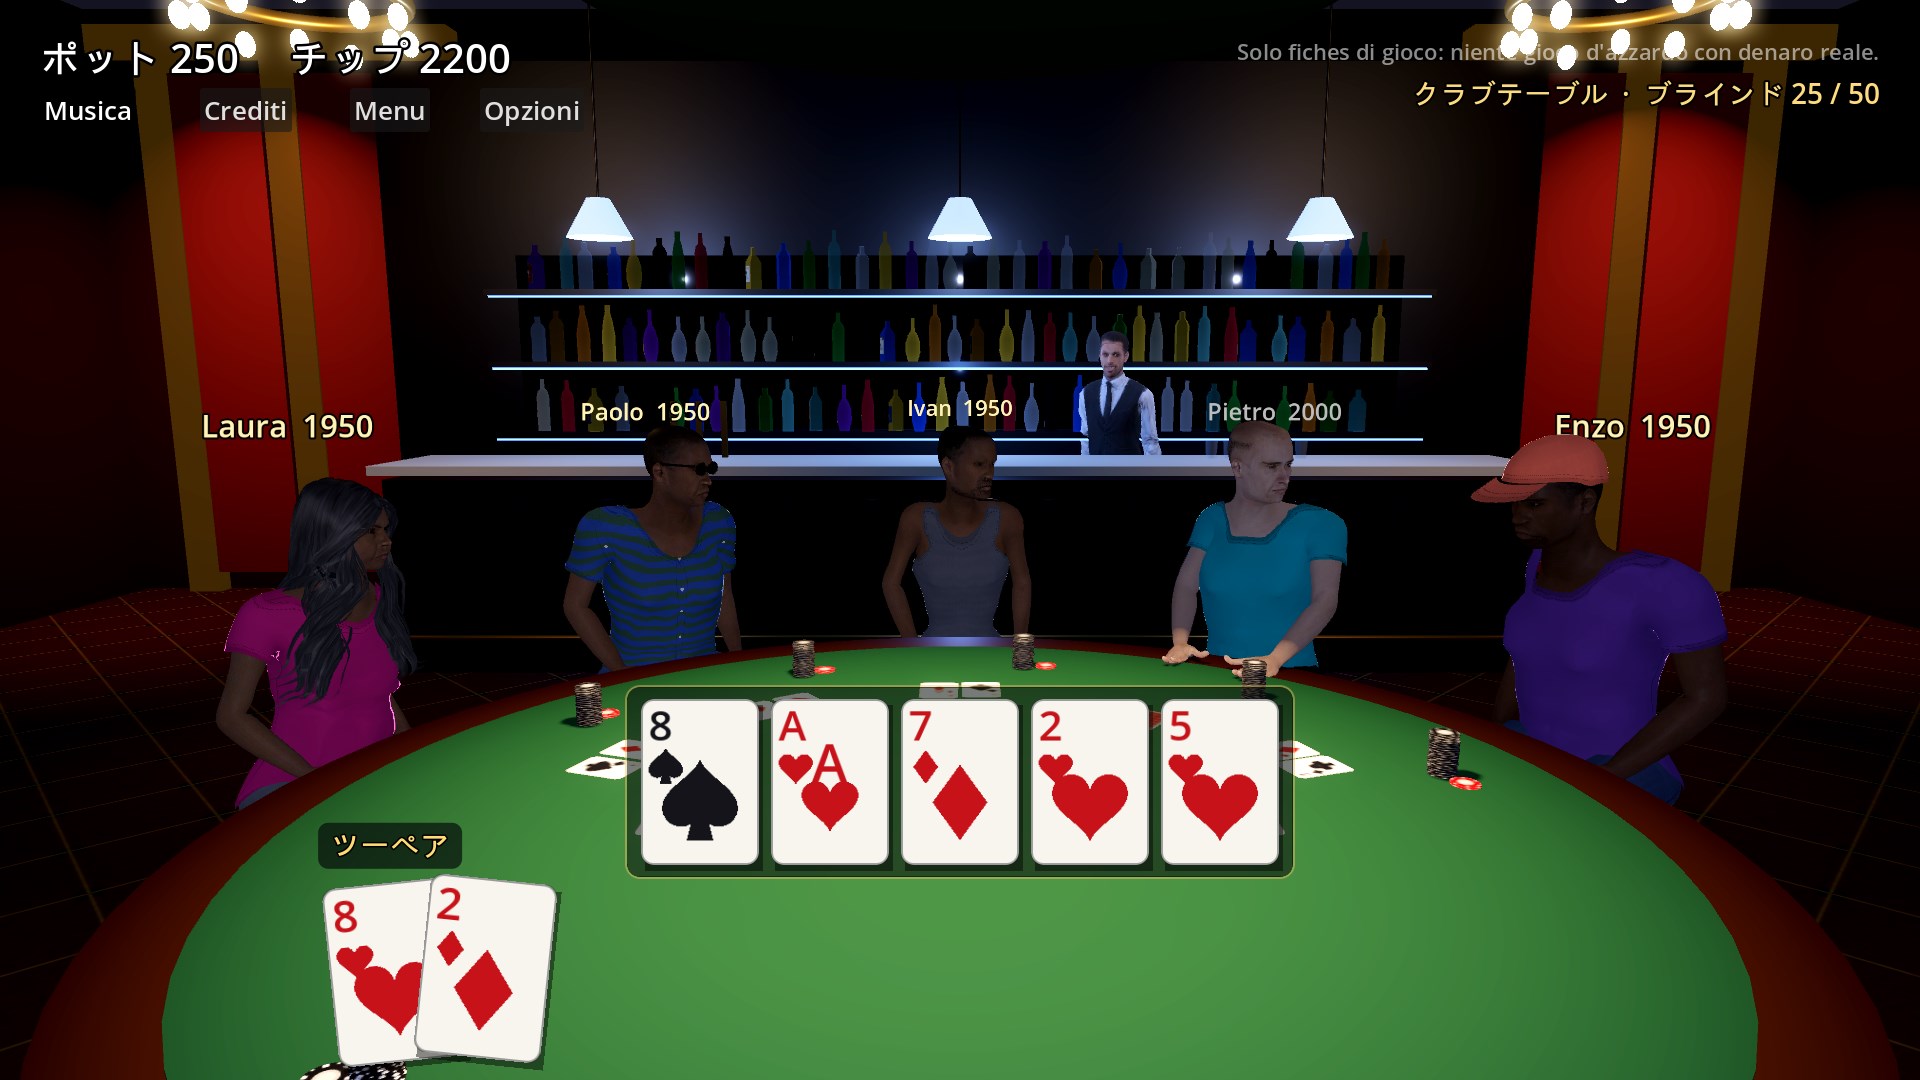 ポット 250 チップ 2200
Solo fiches di gioco: niente gioco d'azzardo con denaro reale.
Musica Crediti Menu Opzioni
クラブテーブル · ブラインド 25 / 50
Laura 1950
Paolo 1950
Ivan 1950
Pietro 2000
Enzo 1950
8
A
A
7
2
5
ツーペア
8
2